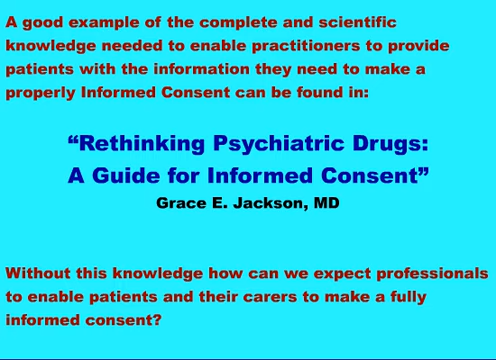 A good example of the complete and scientific
knowledge needed to enable practitioners to provide
patients with the information they need to make a
properly Informed Consent can be found in:
“Rethinking Psychiatric Drugs:
A Guide for Informed Consent”
Grace E. Jackson, MD
Without this knowledge how can we expect professionals
to enable patients and their carers to make a fully
informed consent?